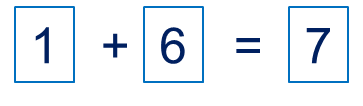 1 + 6 = 7